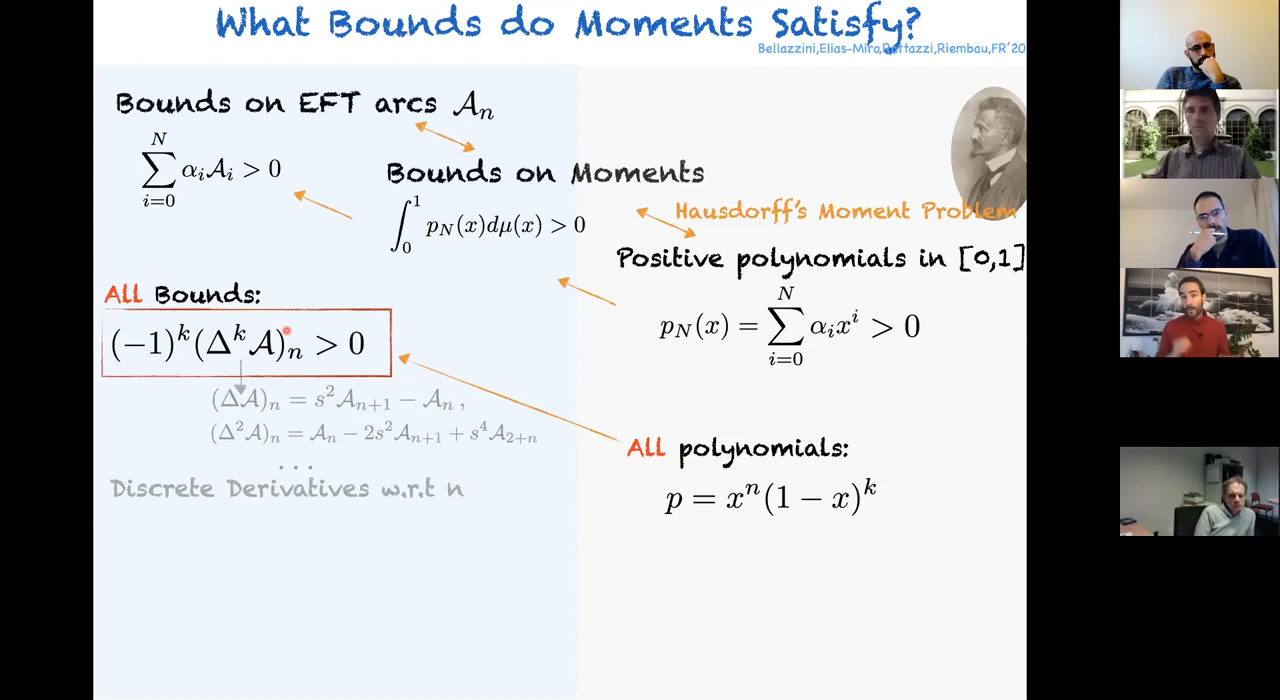 What Bounds do Moments Satisfy?
Bellazzini,Elias-Miro,Rattazzi,Riembau,FR'20
Bounds on EFT arcs 𝒜ₙ
∑_{i=0}^{N} αᵢ𝒜ᵢ > 0
Bounds on Moments
∫₀¹ p_N(x)dμ(x) > 0
Hausdorff's Moment Problem
Positive polynomials in [0,1]
p_N(x) = ∑_{i=0}^{N} αᵢxⁱ > 0
All Bounds:
(−1)ᵏ(Δᵏ𝒜)ₙ > 0
(Δ𝒜)ₙ = s²𝒜ₙ₊₁ − 𝒜ₙ ,
(Δ²𝒜)ₙ = 𝒜ₙ − 2s²𝒜ₙ₊₁ + s⁴𝒜₂₊ₙ
...
Discrete Derivatives w.r.t n
All polynomials:
p = xⁿ(1 − x)ᵏ